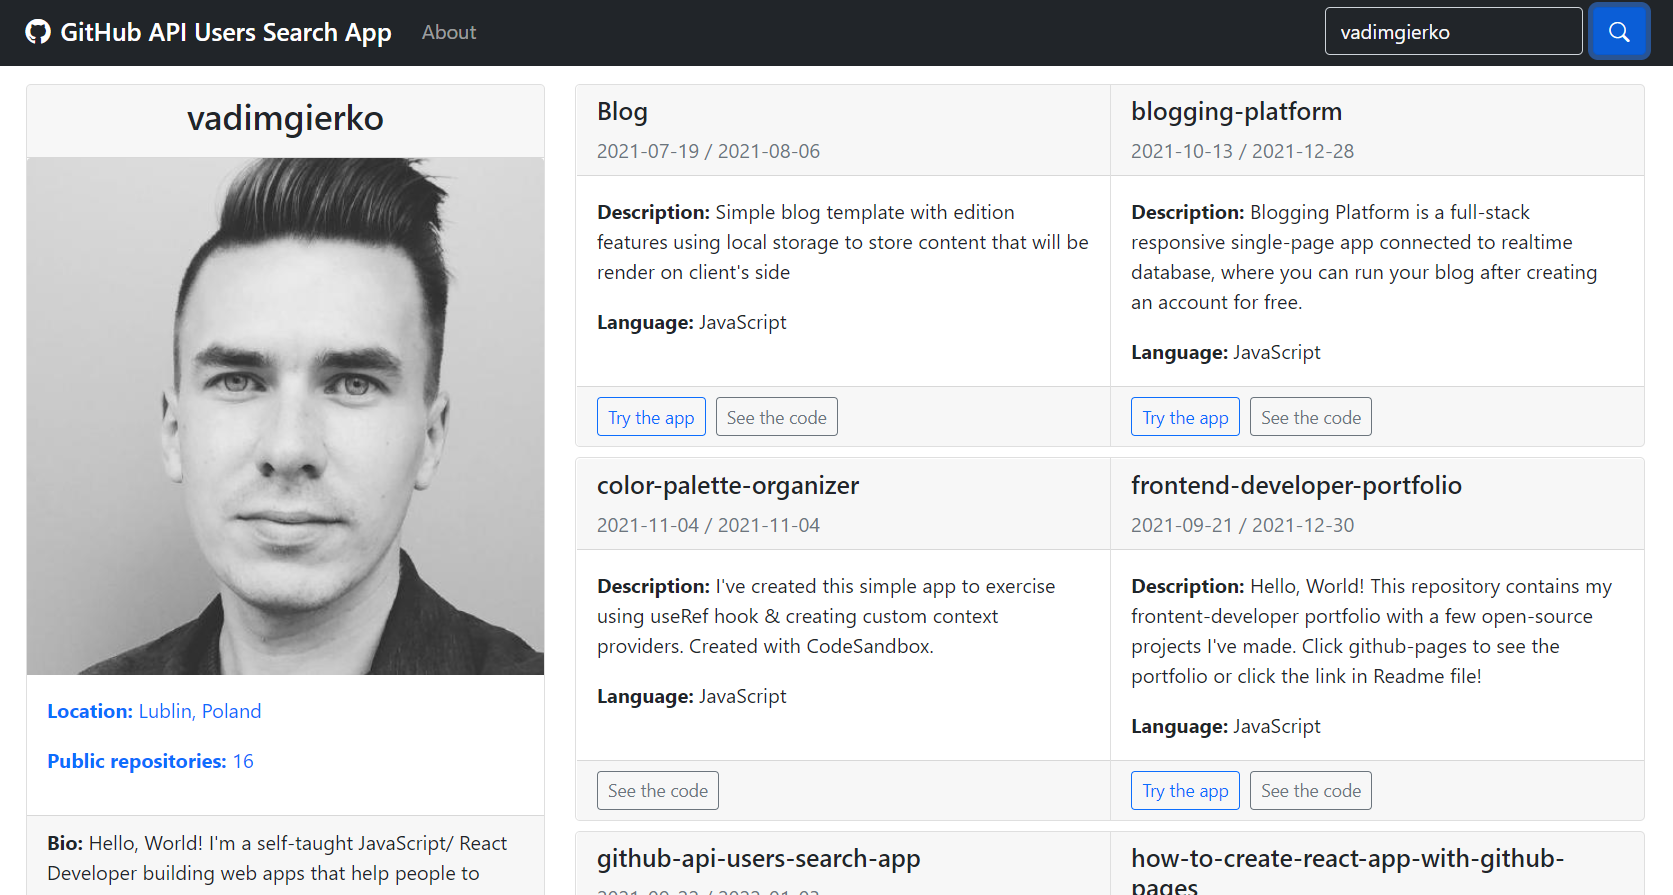 GitHub API Users Search App
About
vadimgierko
vadimgierko
Location: Lublin, Poland
Public repositories: 16
Bio: Hello, World! I'm a self-taught JavaScript/ React
Developer building web apps that help people to
Blog
2021-07-19 / 2021-08-06
Description: Simple blog template with edition
features using local storage to store content that will be
render on client's side
Language: JavaScript
Try the app
See the code
blogging-platform
2021-10-13 / 2021-12-28
Description: Blogging Platform is a full-stack
responsive single-page app connected to realtime
database, where you can run your blog after creating
an account for free.
Language: JavaScript
Try the app
See the code
color-palette-organizer
2021-11-04 / 2021-11-04
Description: I've created this simple app to exercise
using useRef hook & creating custom context
providers. Created with CodeSandbox.
Language: JavaScript
See the code
frontend-developer-portfolio
2021-09-21 / 2021-12-30
Description: Hello, World! This repository contains my
frontent-developer portfolio with a few open-source
projects I've made. Click github-pages to see the
portfolio or click the link in Readme file!
Language: JavaScript
Try the app
See the code
github-api-users-search-app
how-to-create-react-app-with-github-
pages